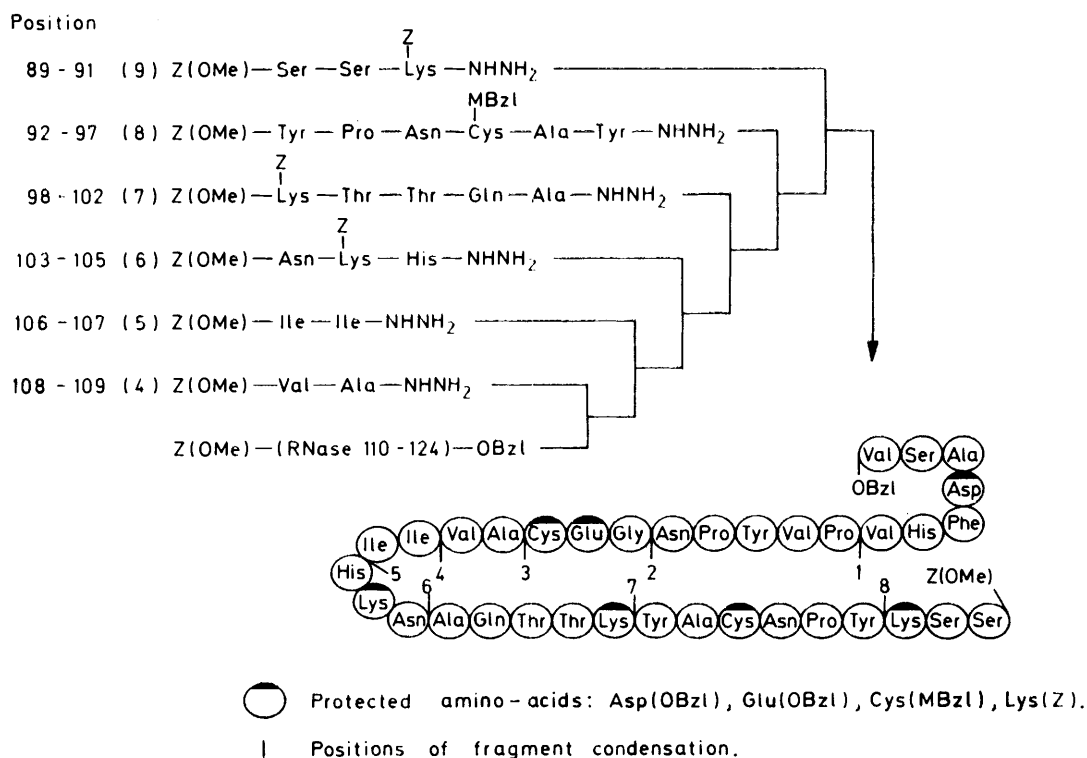 Position
Z
89 - 91 (9) Z(OMe)—Ser—Ser—Lys—NHNH2
MBzl
92 - 97 (8) Z(OMe)—Tyr—Pro—Asn—Cys—Ala—Tyr—NHNH2
Z
98 - 102 (7) Z(OMe)—Lys—Thr—Thr—Gln—Ala—NHNH2
Z
103 - 105 (6) Z(OMe)—Asn—Lys—His—NHNH2
106 - 107 (5) Z(OMe)—Ile—Ile—NHNH2
108 - 109 (4) Z(OMe)—Val—Ala—NHNH2
Z(OMe)—(RNase 110 - 124)—OBzl
Val Ser Ala
OBzl Asp
Ile Ile Val Ala Cys Glu Gly Asn Pro Tyr Val Pro Val His Phe
His 5 4 3 2 1
Lys 6 7 8 Z(OMe)
Asn Ala Gln Thr Thr Lys Tyr Ala Cys Asn Pro Tyr Lys Ser Ser
Protected amino-acids: Asp(OBzl), Glu(OBzl), Cys(MBzl), Lys(Z).
Positions of fragment condensation.